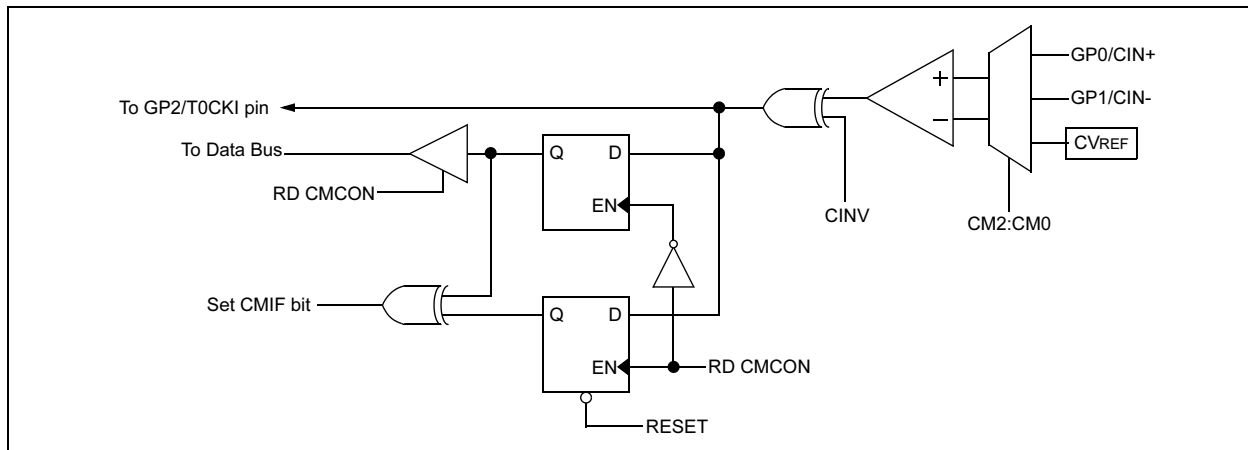 GP0/CIN+
To GP2/T0CKI pin
+
GP1/CIN-
−
To Data Bus
Q D
CVREF
RD CMCON
EN
CINV
CM2:CM0
Set CMIF bit
Q D
EN
RD CMCON
RESET